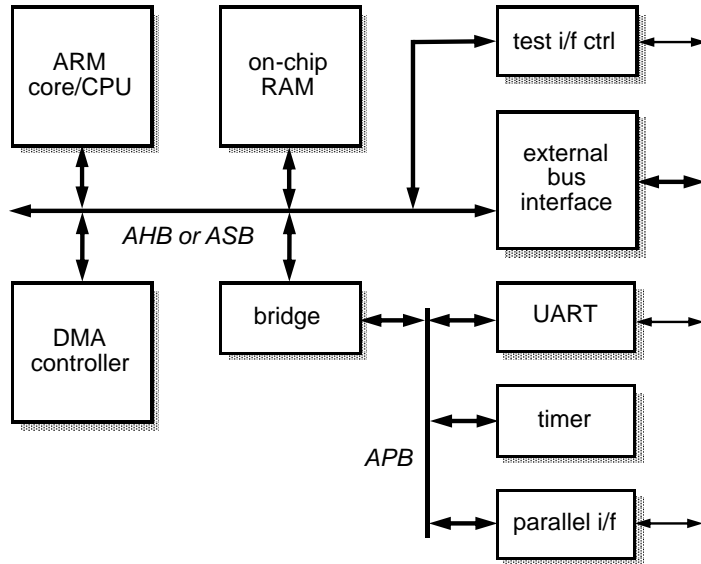 ARM
core/CPU
on-chip
RAM
test i/f ctrl
external
bus
interface
AHB or ASB
DMA
controller
bridge
UART
timer
APB
parallel i/f